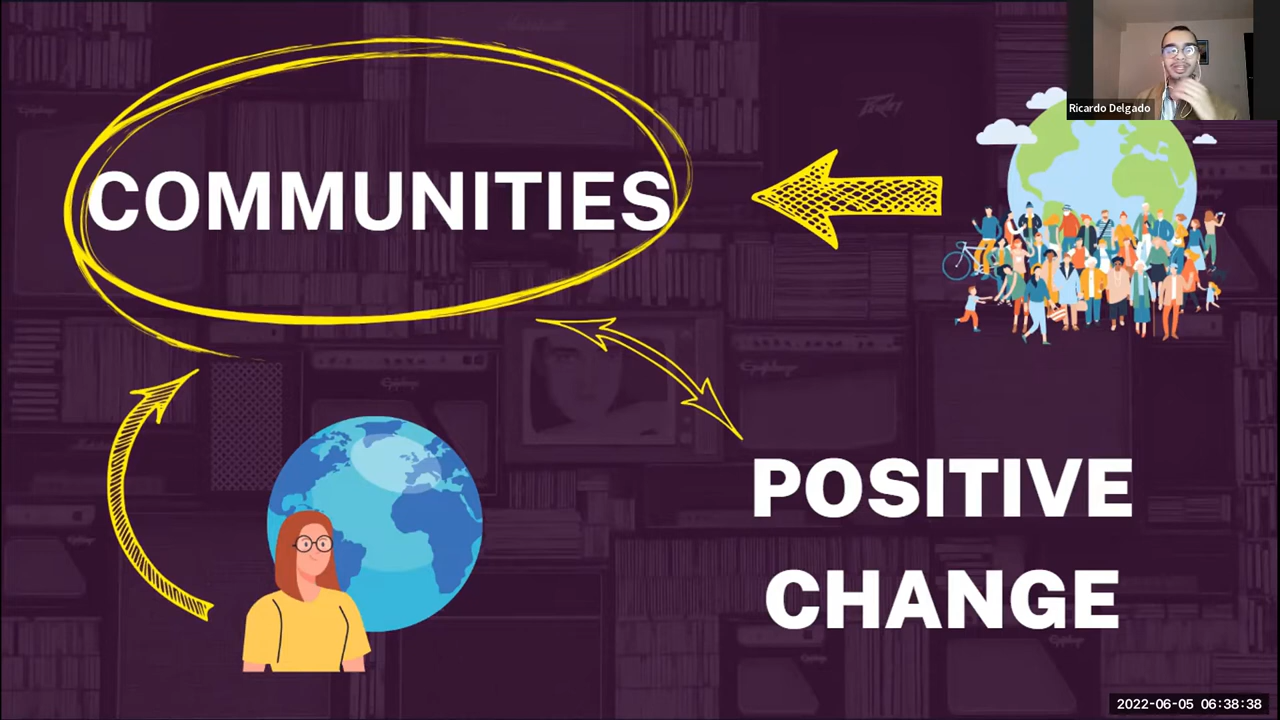 Ricardo Delgado
COMMUNITIES
POSITIVE
CHANGE
2022-06-05 06:38:38